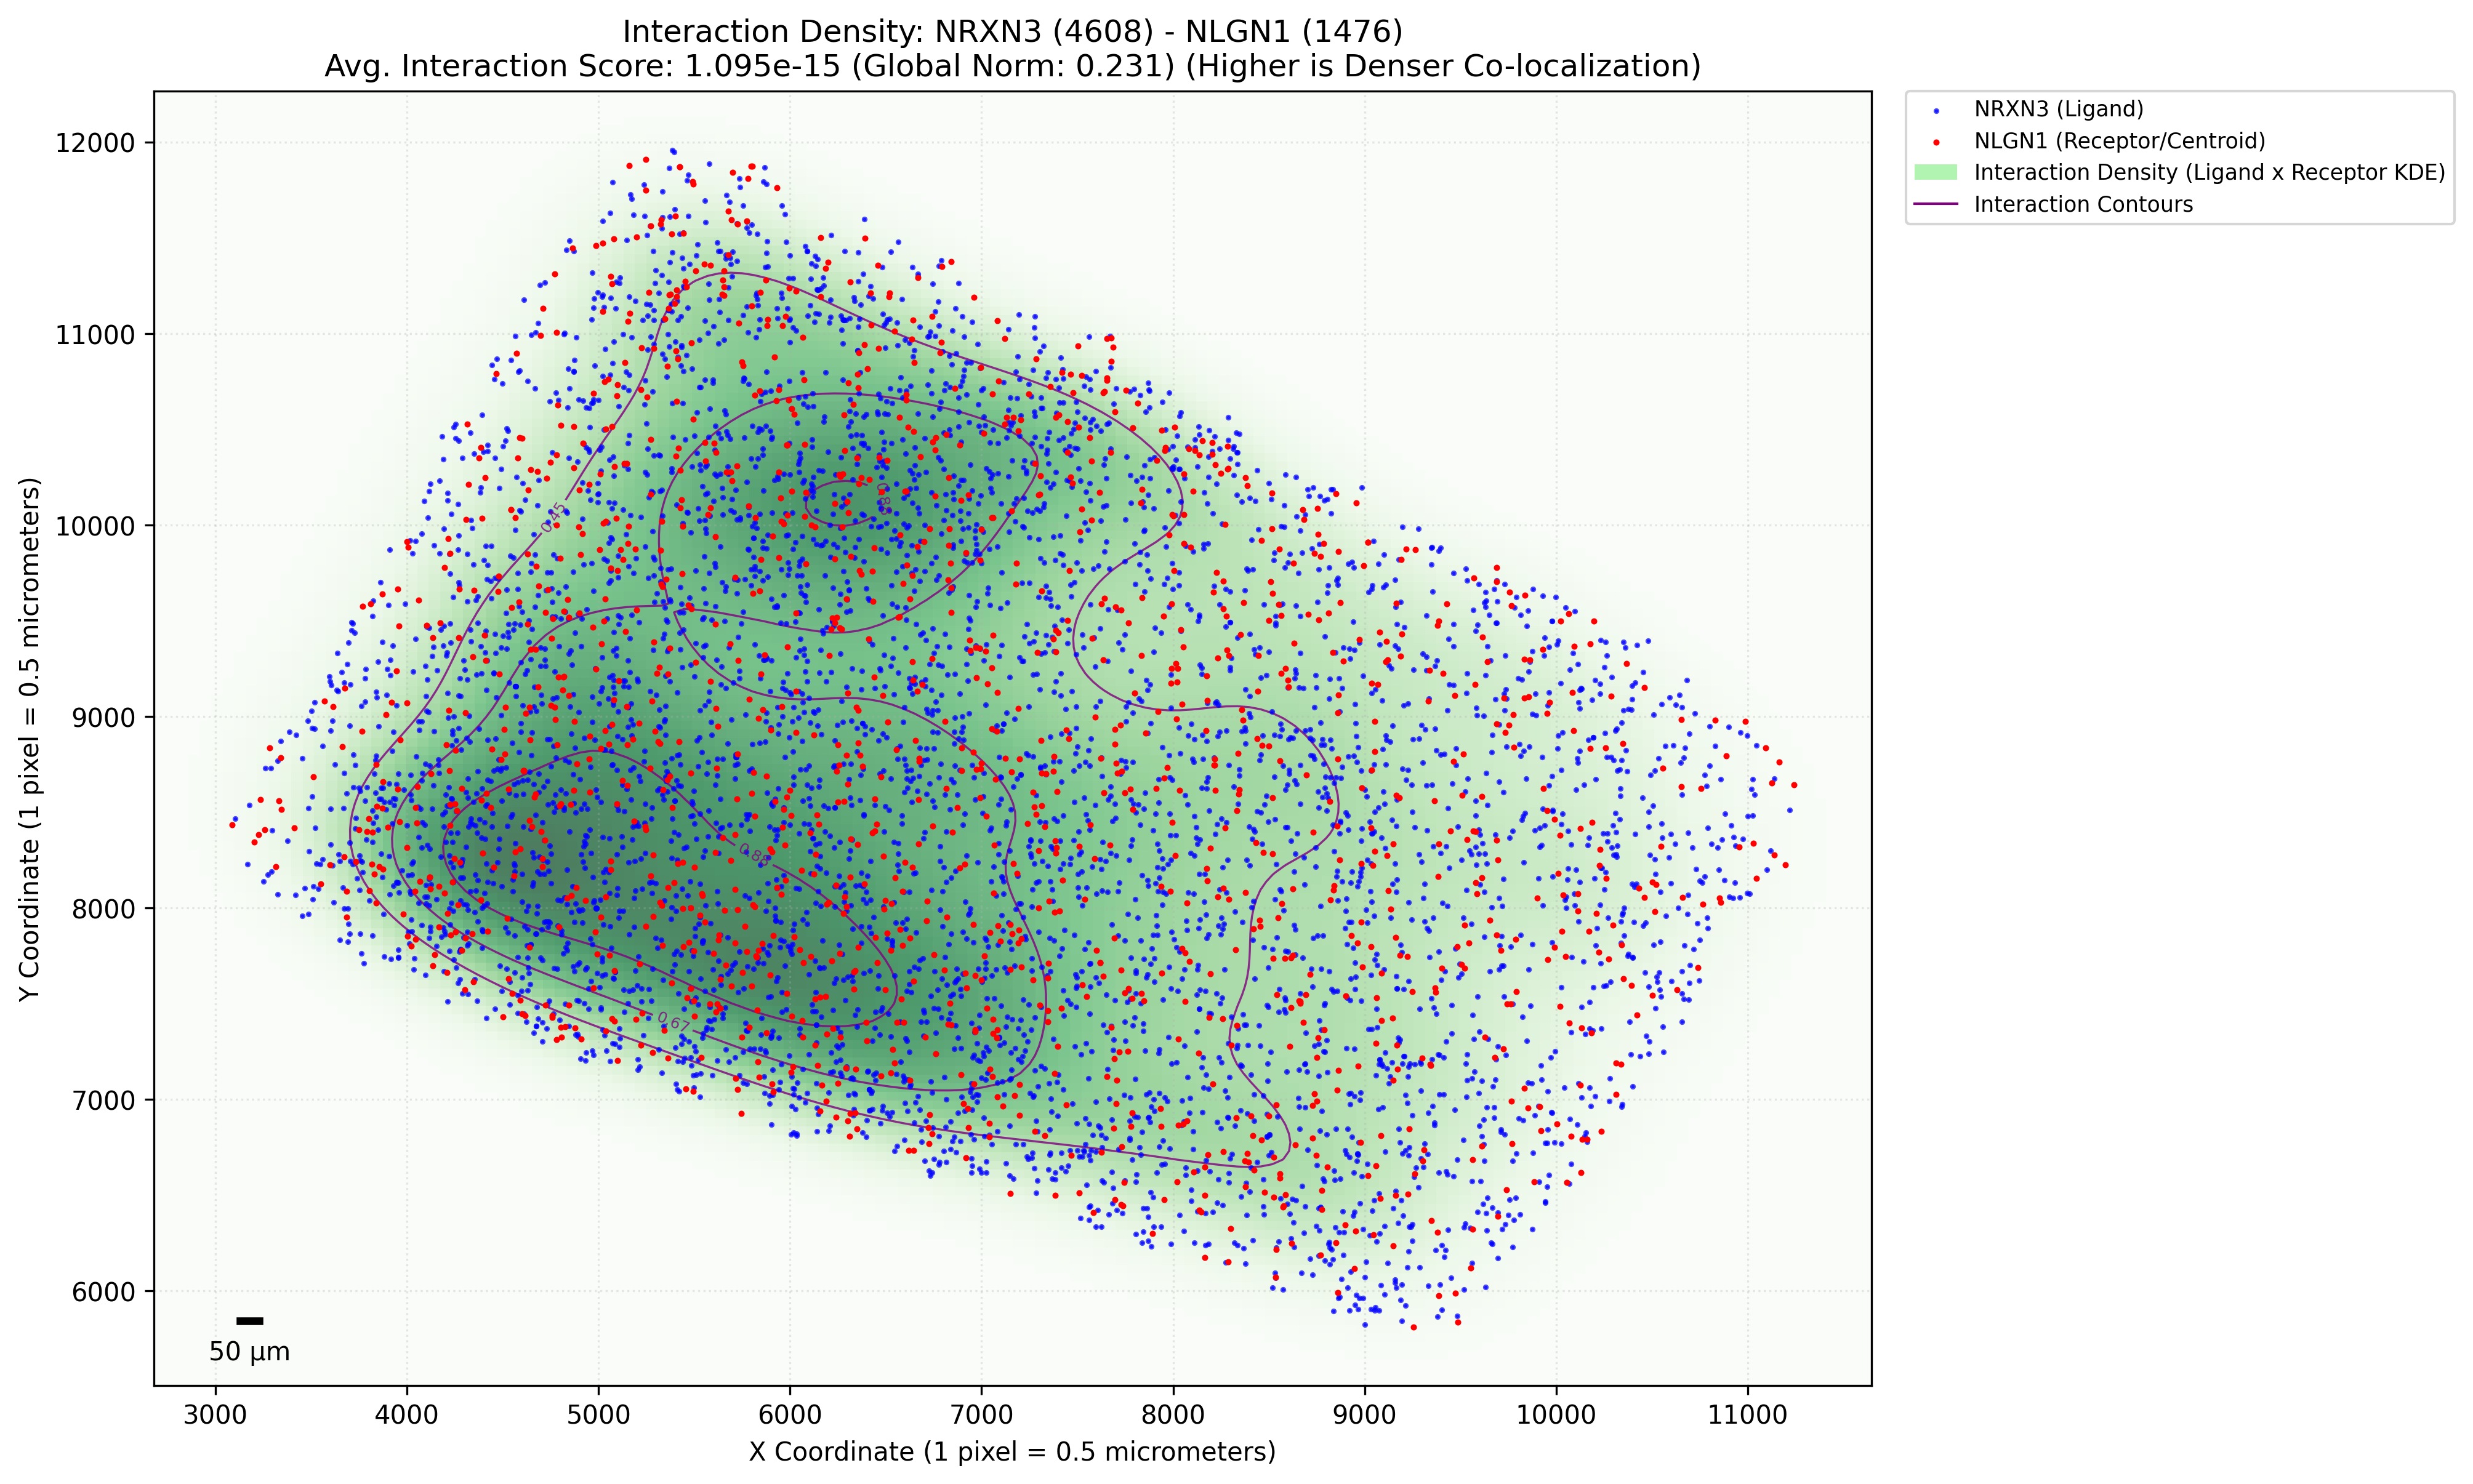 Interaction Density: NRXN3 (4608) - NLGN1 (1476)
Avg. Interaction Score: 1.095e-15 (Global Norm: 0.231) (Higher is Denser Co-localization)
NRXN3 (Ligand)
NLGN1 (Receptor/Centroid)
Interaction Density (Ligand x Receptor KDE)
Interaction Contours
Y Coordinate (1 pixel = 0.5 micrometers)
12000
11000
10000
9000
8000
7000
6000
0.45
0.88
0.67
50 μm
3000
4000
5000
6000
7000
8000
9000
10000
11000
X Coordinate (1 pixel = 0.5 micrometers)